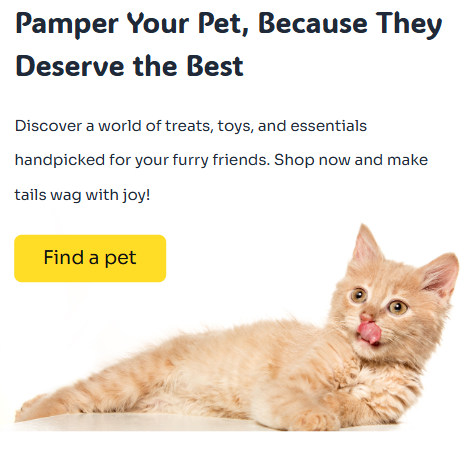 Pamper Your Pet, Because They
Deserve the Best
Discover a world of treats, toys, and essentials
handpicked for your furry friends. Shop now and make
tails wag with joy!
Find a pet